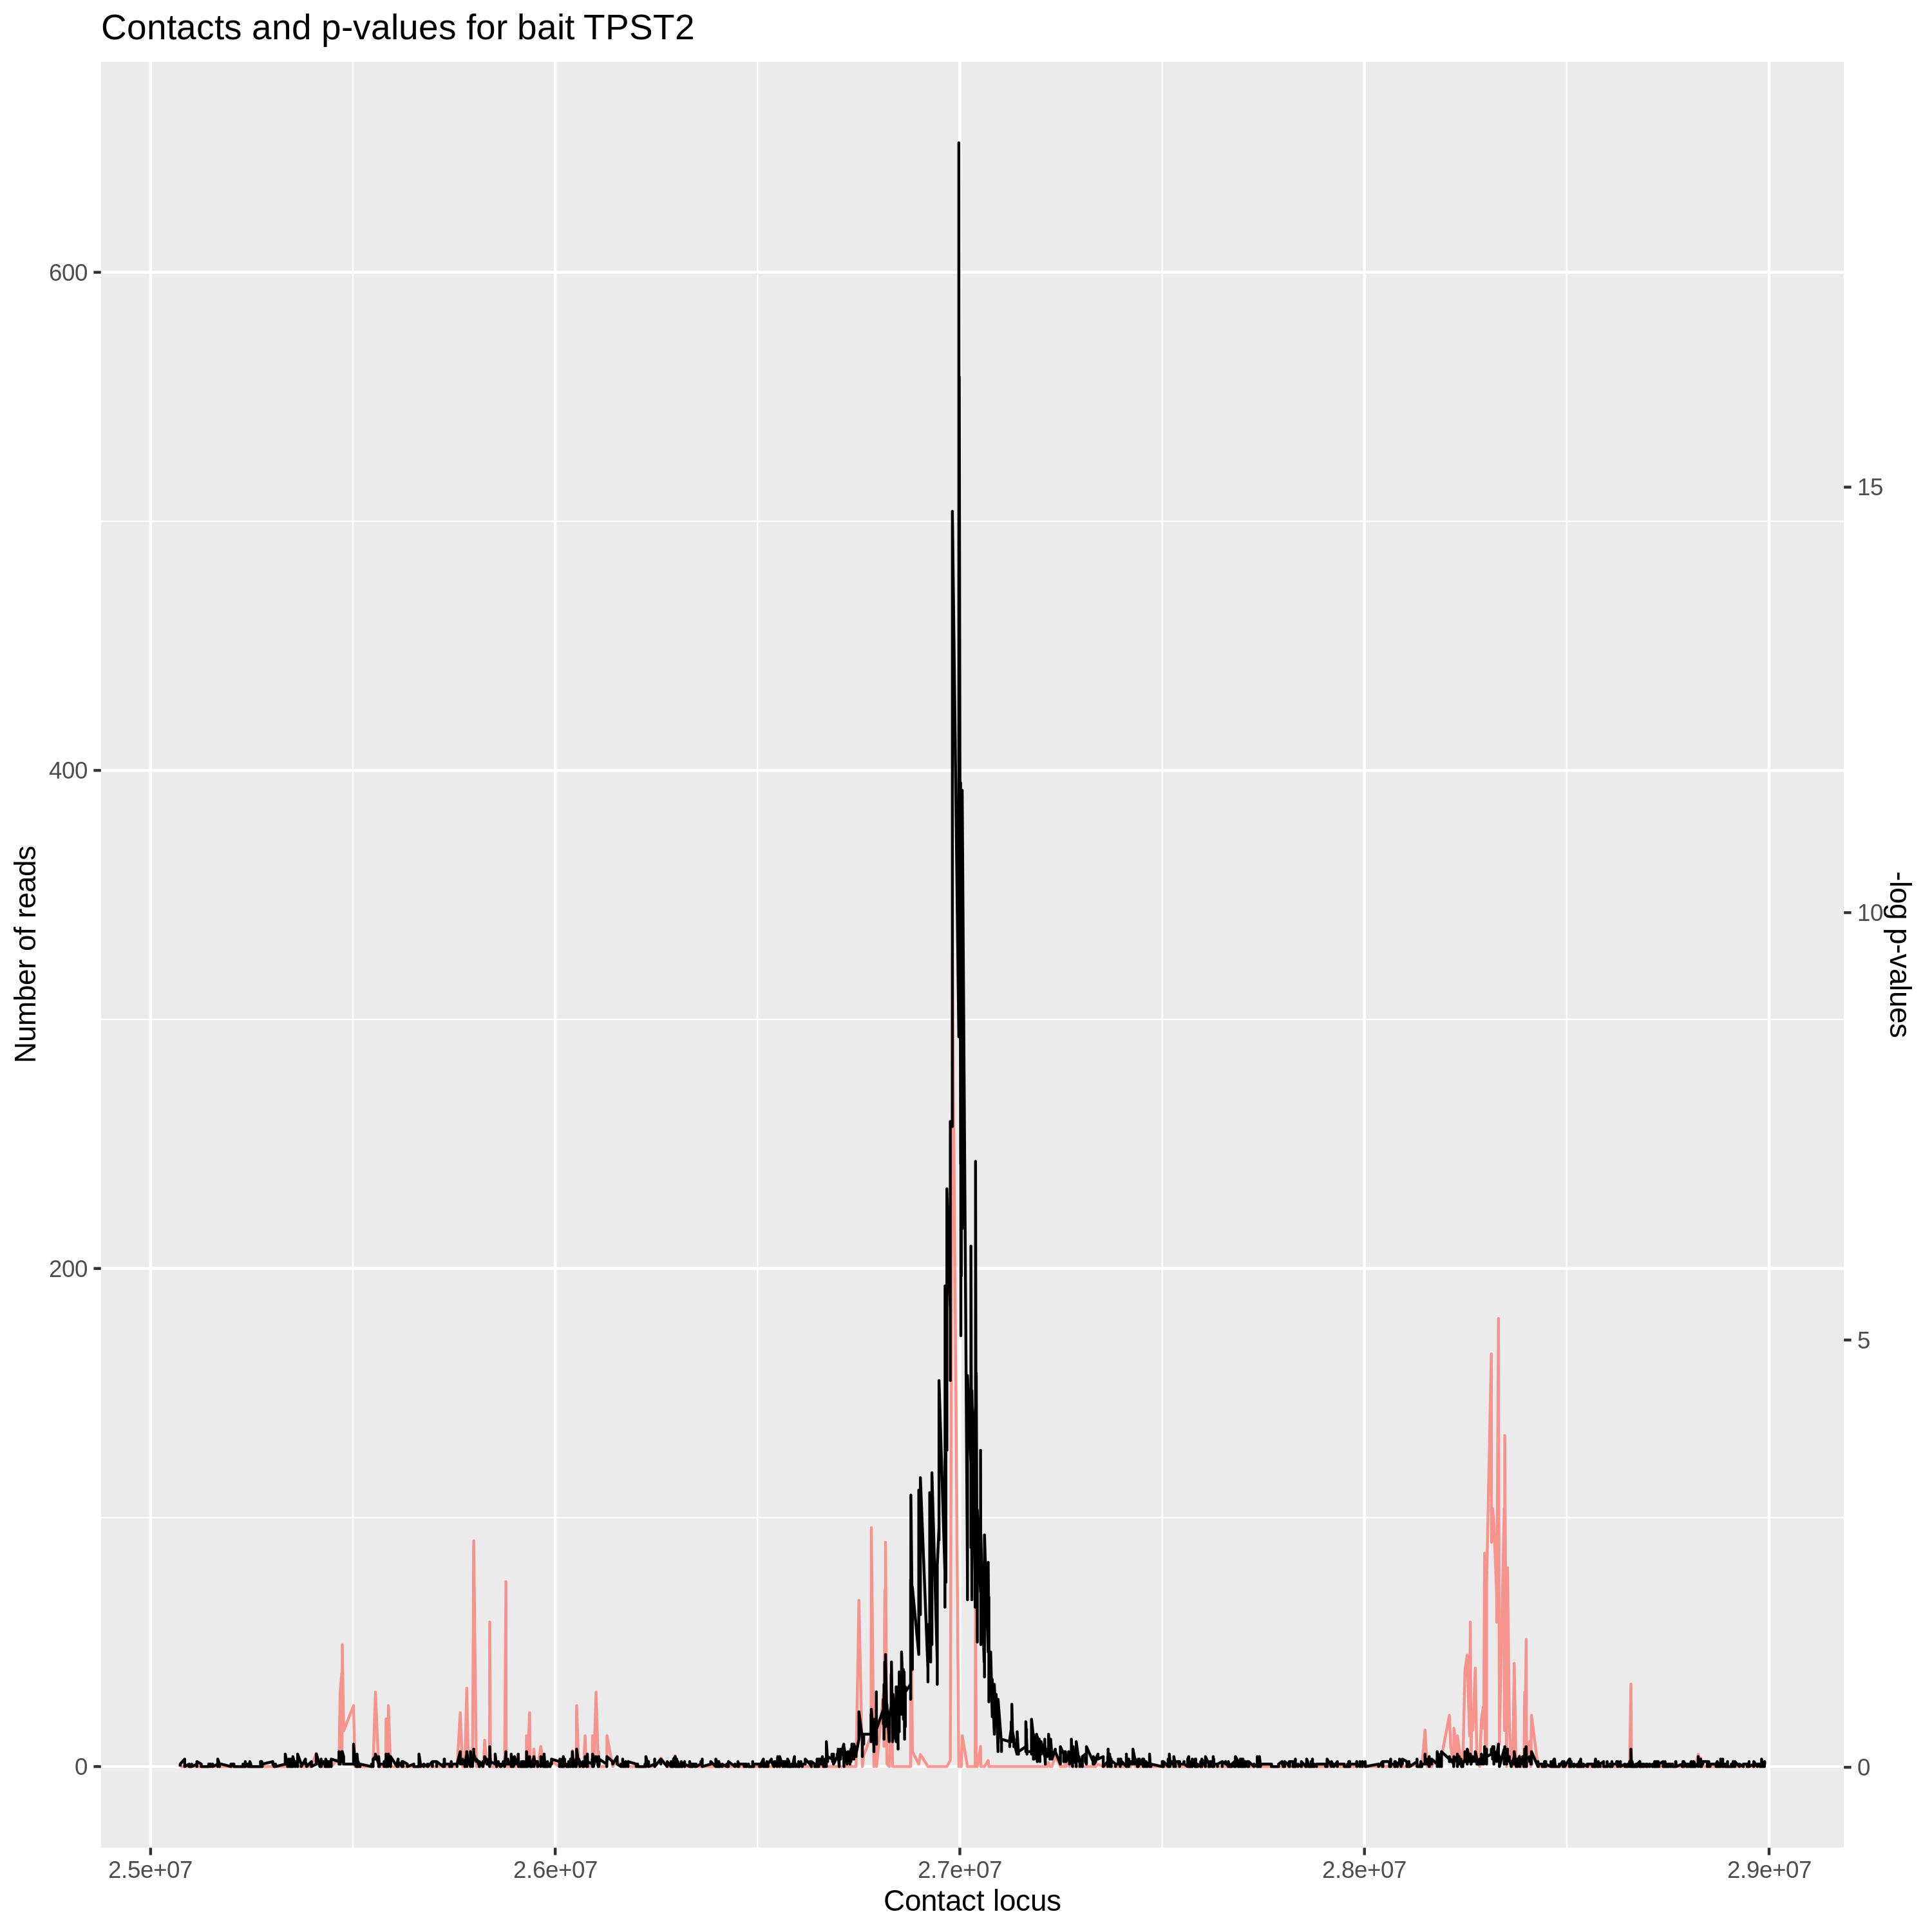 Contacts and p-values for bait TPST2
600
400
200
0
Number of reads
15
10
5
0
-log p-values
2.5e+07 2.6e+07 2.7e+07 2.8e+07 2.9e+07
Contact locus